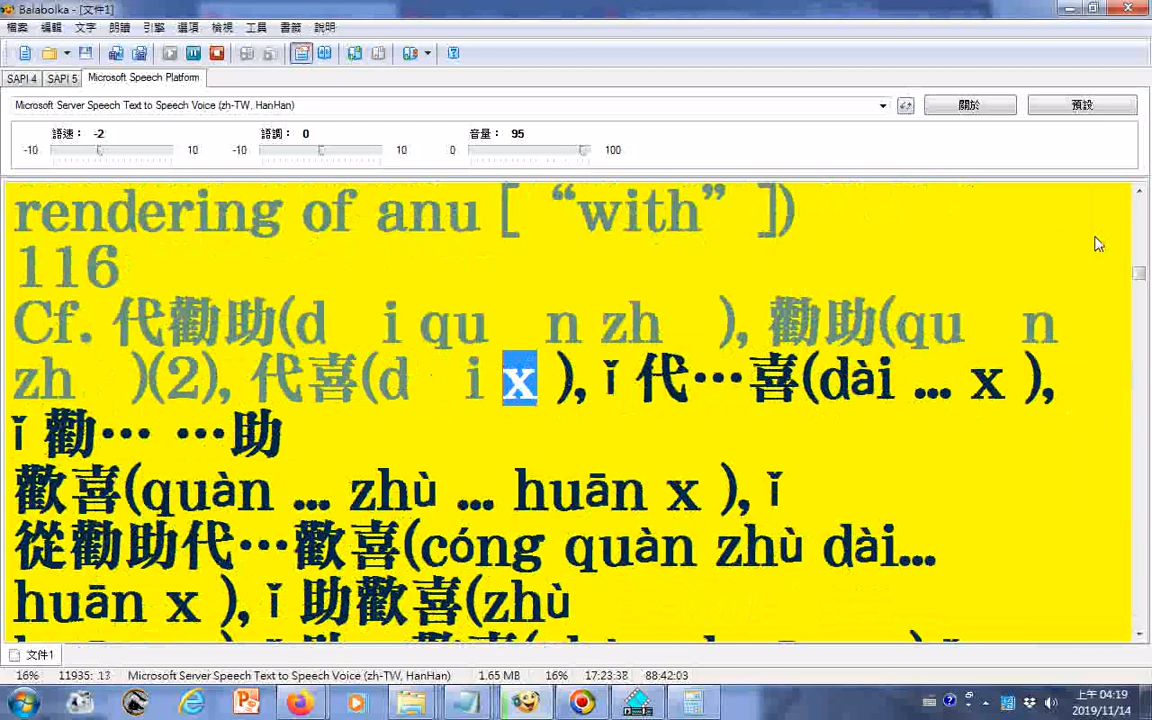 Balabolka - [文件1]
檔案 編輯 文字 朗讀 引擎 選項 檢視 工具 書籤 說明
SAPI 4 SAPI 5 Microsoft Speech Platform
Microsoft Server Speech Text to Speech Voice (zh-TW, HanHan) 關於 預設
語速： -2 語調： 0 音量： 95
-10 10 -10 10 0 100
rendering of anu [ “with” ])
116
Cf. 代勸助(d i qu n zh ), 勸助(qu n
zh )(2), 代喜(d i x ), ǐ 代…喜(dài ... x ),
ǐ 勸… …助
歡喜(quàn ... zhù ... huān x ), ǐ
從勸助代…歡喜(cóng quàn zhù dài...
huān x ), ǐ 助歡喜(zhù
文件1
16% 11935: 13 Microsoft Server Speech Text to Speech Voice (zh-TW, HanHan) 1.65 MB 16% 17:23:38 88:42:03
上午 04:19
2019/11/14